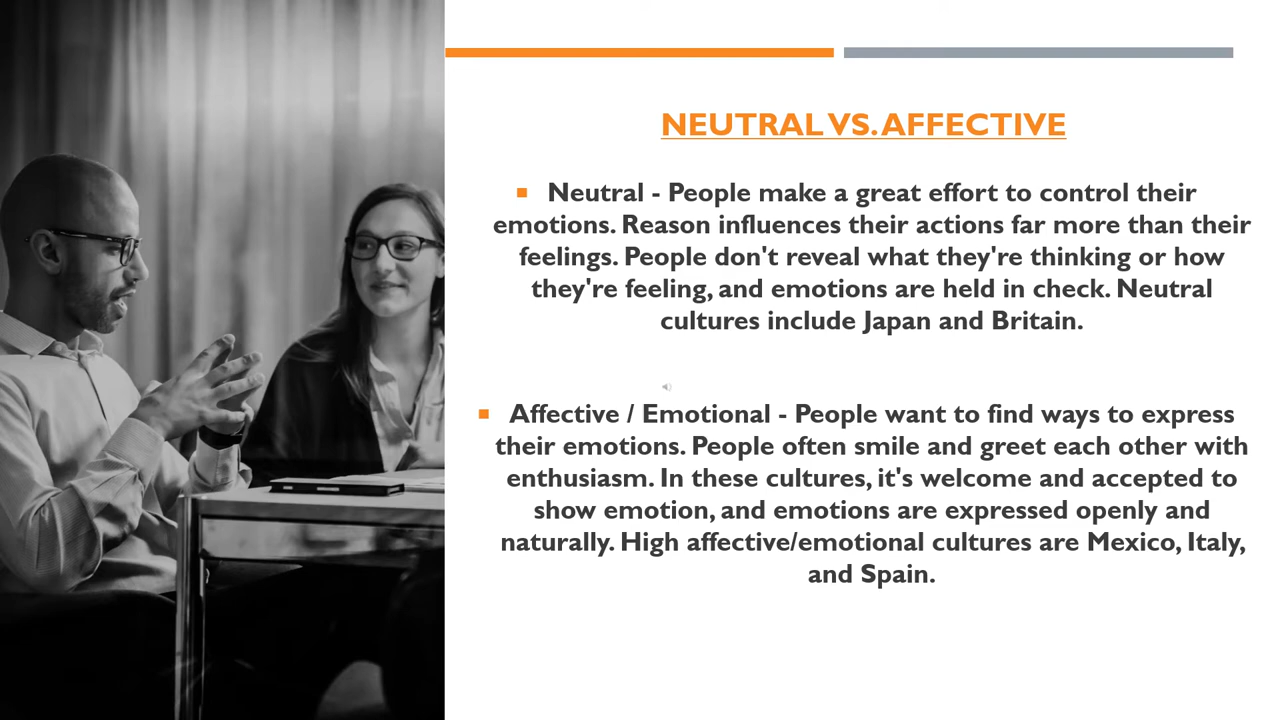 NEUTRAL VS. AFFECTIVE
Neutral - People make a great effort to control their
emotions. Reason influences their actions far more than their
feelings. People don't reveal what they're thinking or how
they're feeling, and emotions are held in check. Neutral
cultures include Japan and Britain.
Affective / Emotional - People want to find ways to express
their emotions. People often smile and greet each other with
enthusiasm. In these cultures, it's welcome and accepted to
show emotion, and emotions are expressed openly and
naturally. High affective/emotional cultures are Mexico, Italy,
and Spain.